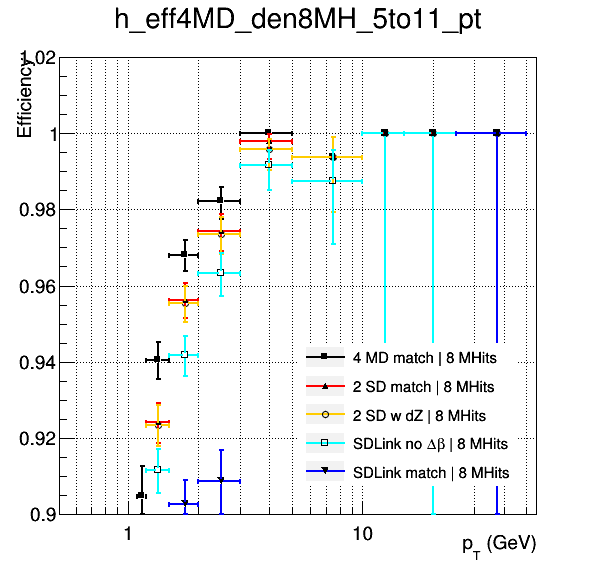 h_eff4MD_den8MH_5to11_pt
Efficiency
1.02
1
0.98
0.96
0.94
0.92
0.9
4 MD match | 8 MHits
2 SD match | 8 MHits
2 SD w dZ | 8 MHits
SDLink no Δβ | 8 MHits
SDLink match | 8 MHits
1
10
p_T (GeV)